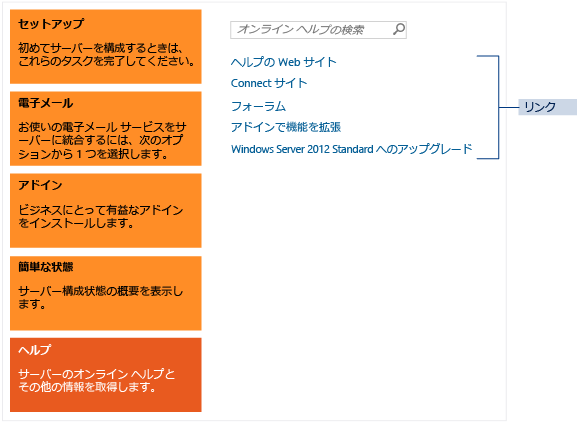 セットアップ
初めてサーバーを構成するときは、
これらのタスクを完了してください。
電子メール
お使いの電子メール サービスをサ
ーバーに統合するには、次のオプ
ションから 1 つを選択します。
アドイン
ビジネスにとって有益なアドイン
をインストールします。
簡単な状態
サーバー構成状態の概要を表示し
ます。
ヘルプ
サーバーのオンライン ヘルプと
その他の情報を取得します。
オンライン ヘルプの検索
ヘルプの Web サイト
Connect サイト
フォーラム
アドインで機能を拡張
Windows Server 2012 Standard へのアップグレード
リンク